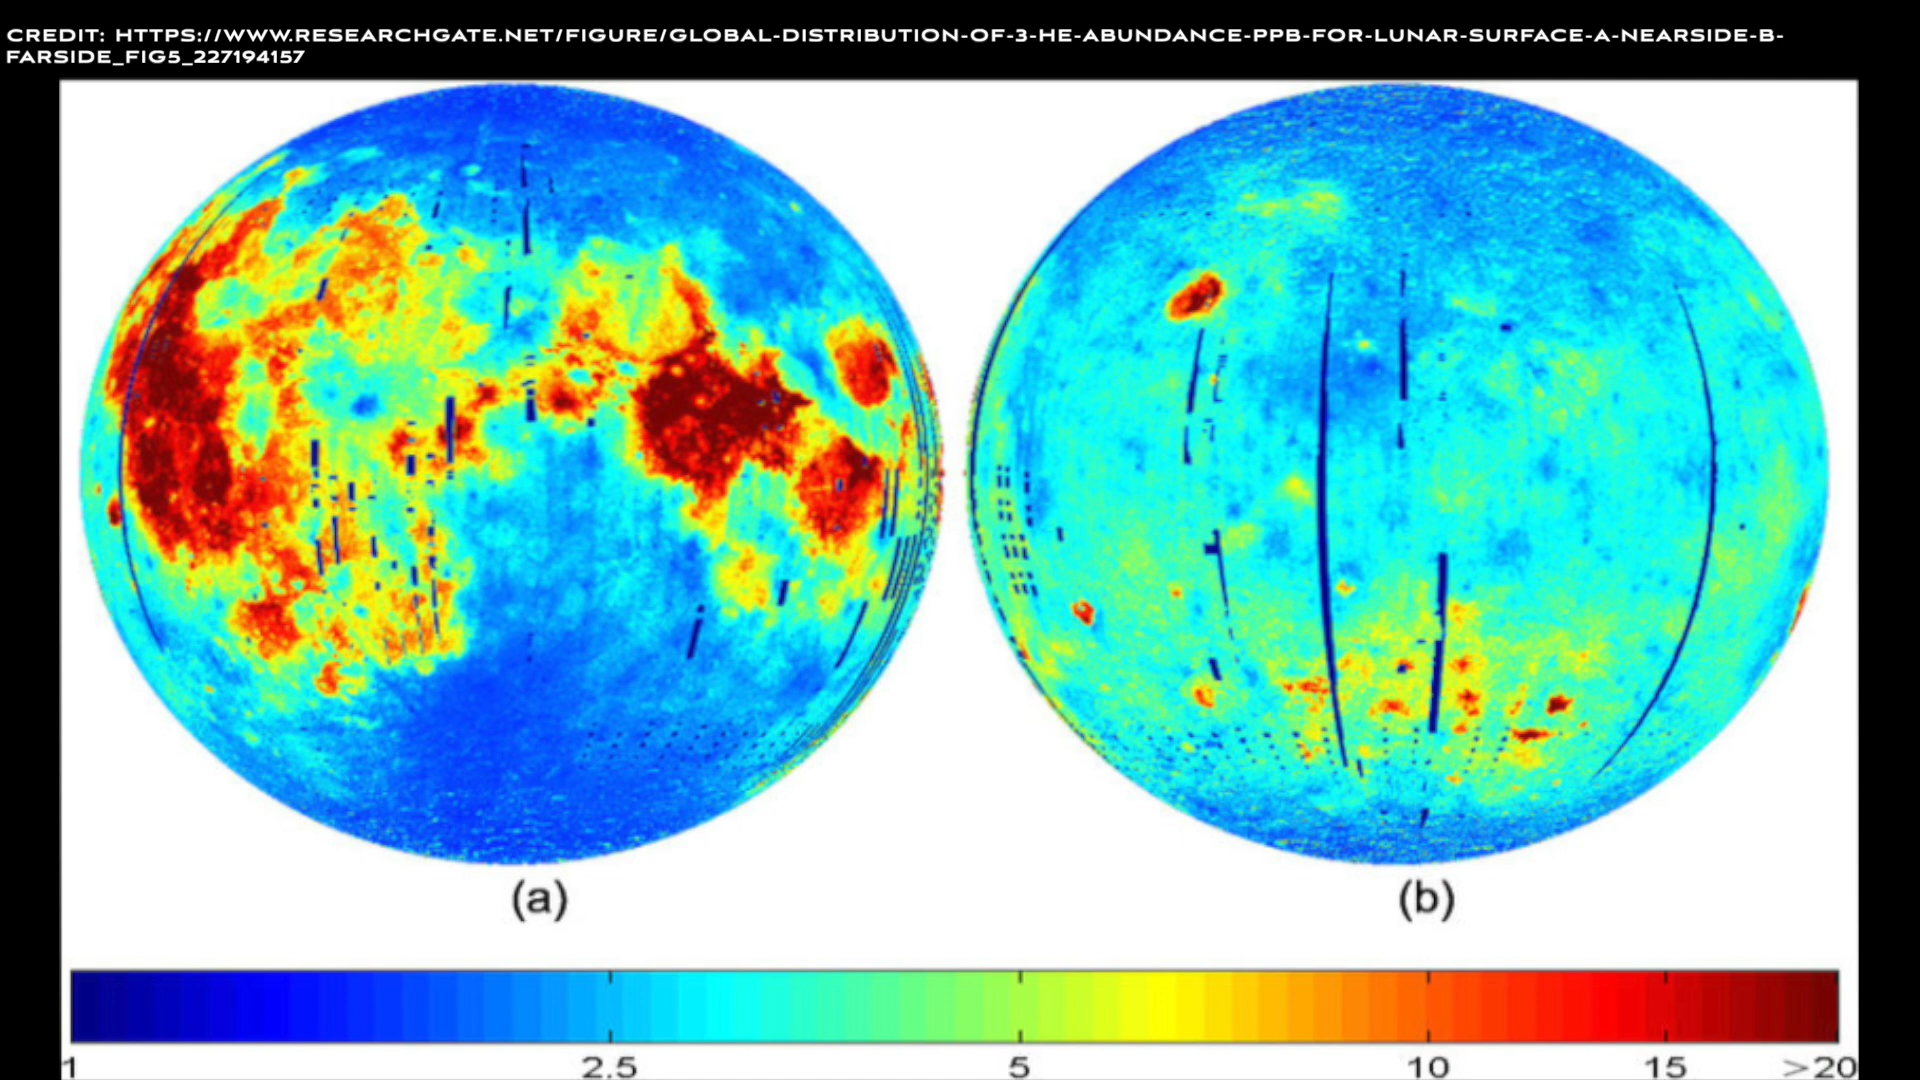 CREDIT: HTTPS://WWW.RESEARCHGATE.NET/FIGURE/GLOBAL-DISTRIBUTION-OF-3-HE-ABUNDANCE-PPB-FOR-LUNAR-SURFACE-A-NEARSIDE-B-
FARSIDE_FIG5_227194157
(a) (b)
1 2.5 5 10 15 >20